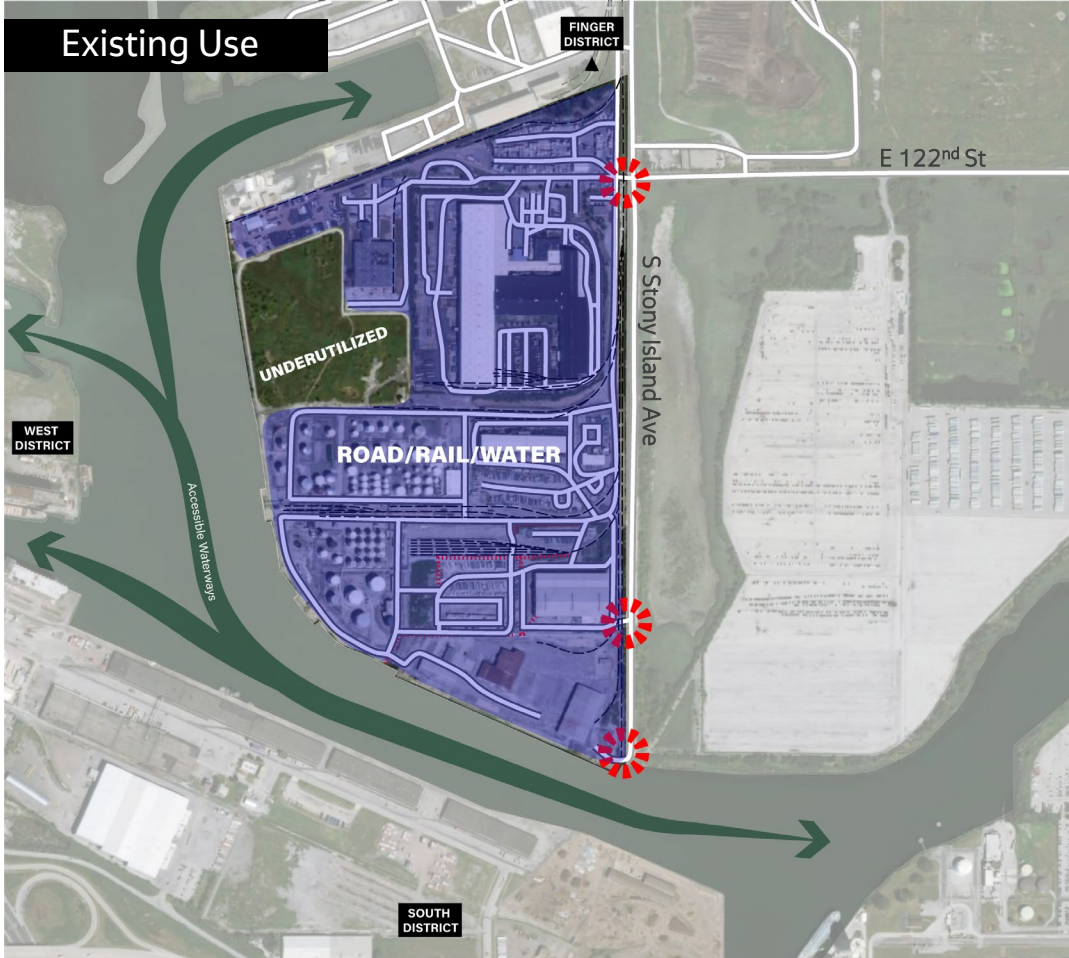 Existing Use
FINGER
DISTRICT
E 122nd St
S Stony Island Ave
UNDERUTILIZED
WEST
DISTRICT
ROAD/RAIL/WATER
Accessible Waterways
SOUTH
DISTRICT